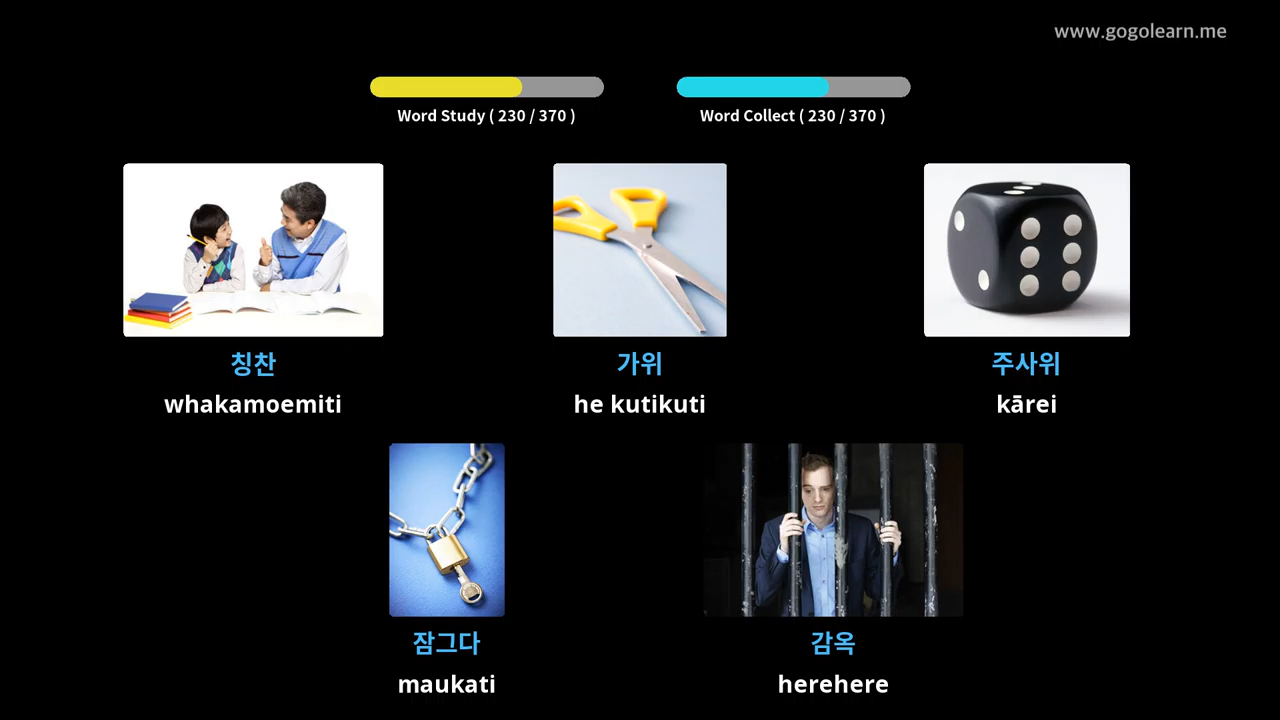 www.gogolearn.me
Word Study ( 230 / 370 )
Word Collect ( 230 / 370 )
칭찬
가위
주사위
whakamoemiti
he kutikuti
kārei
잠그다
감옥
maukati
herehere